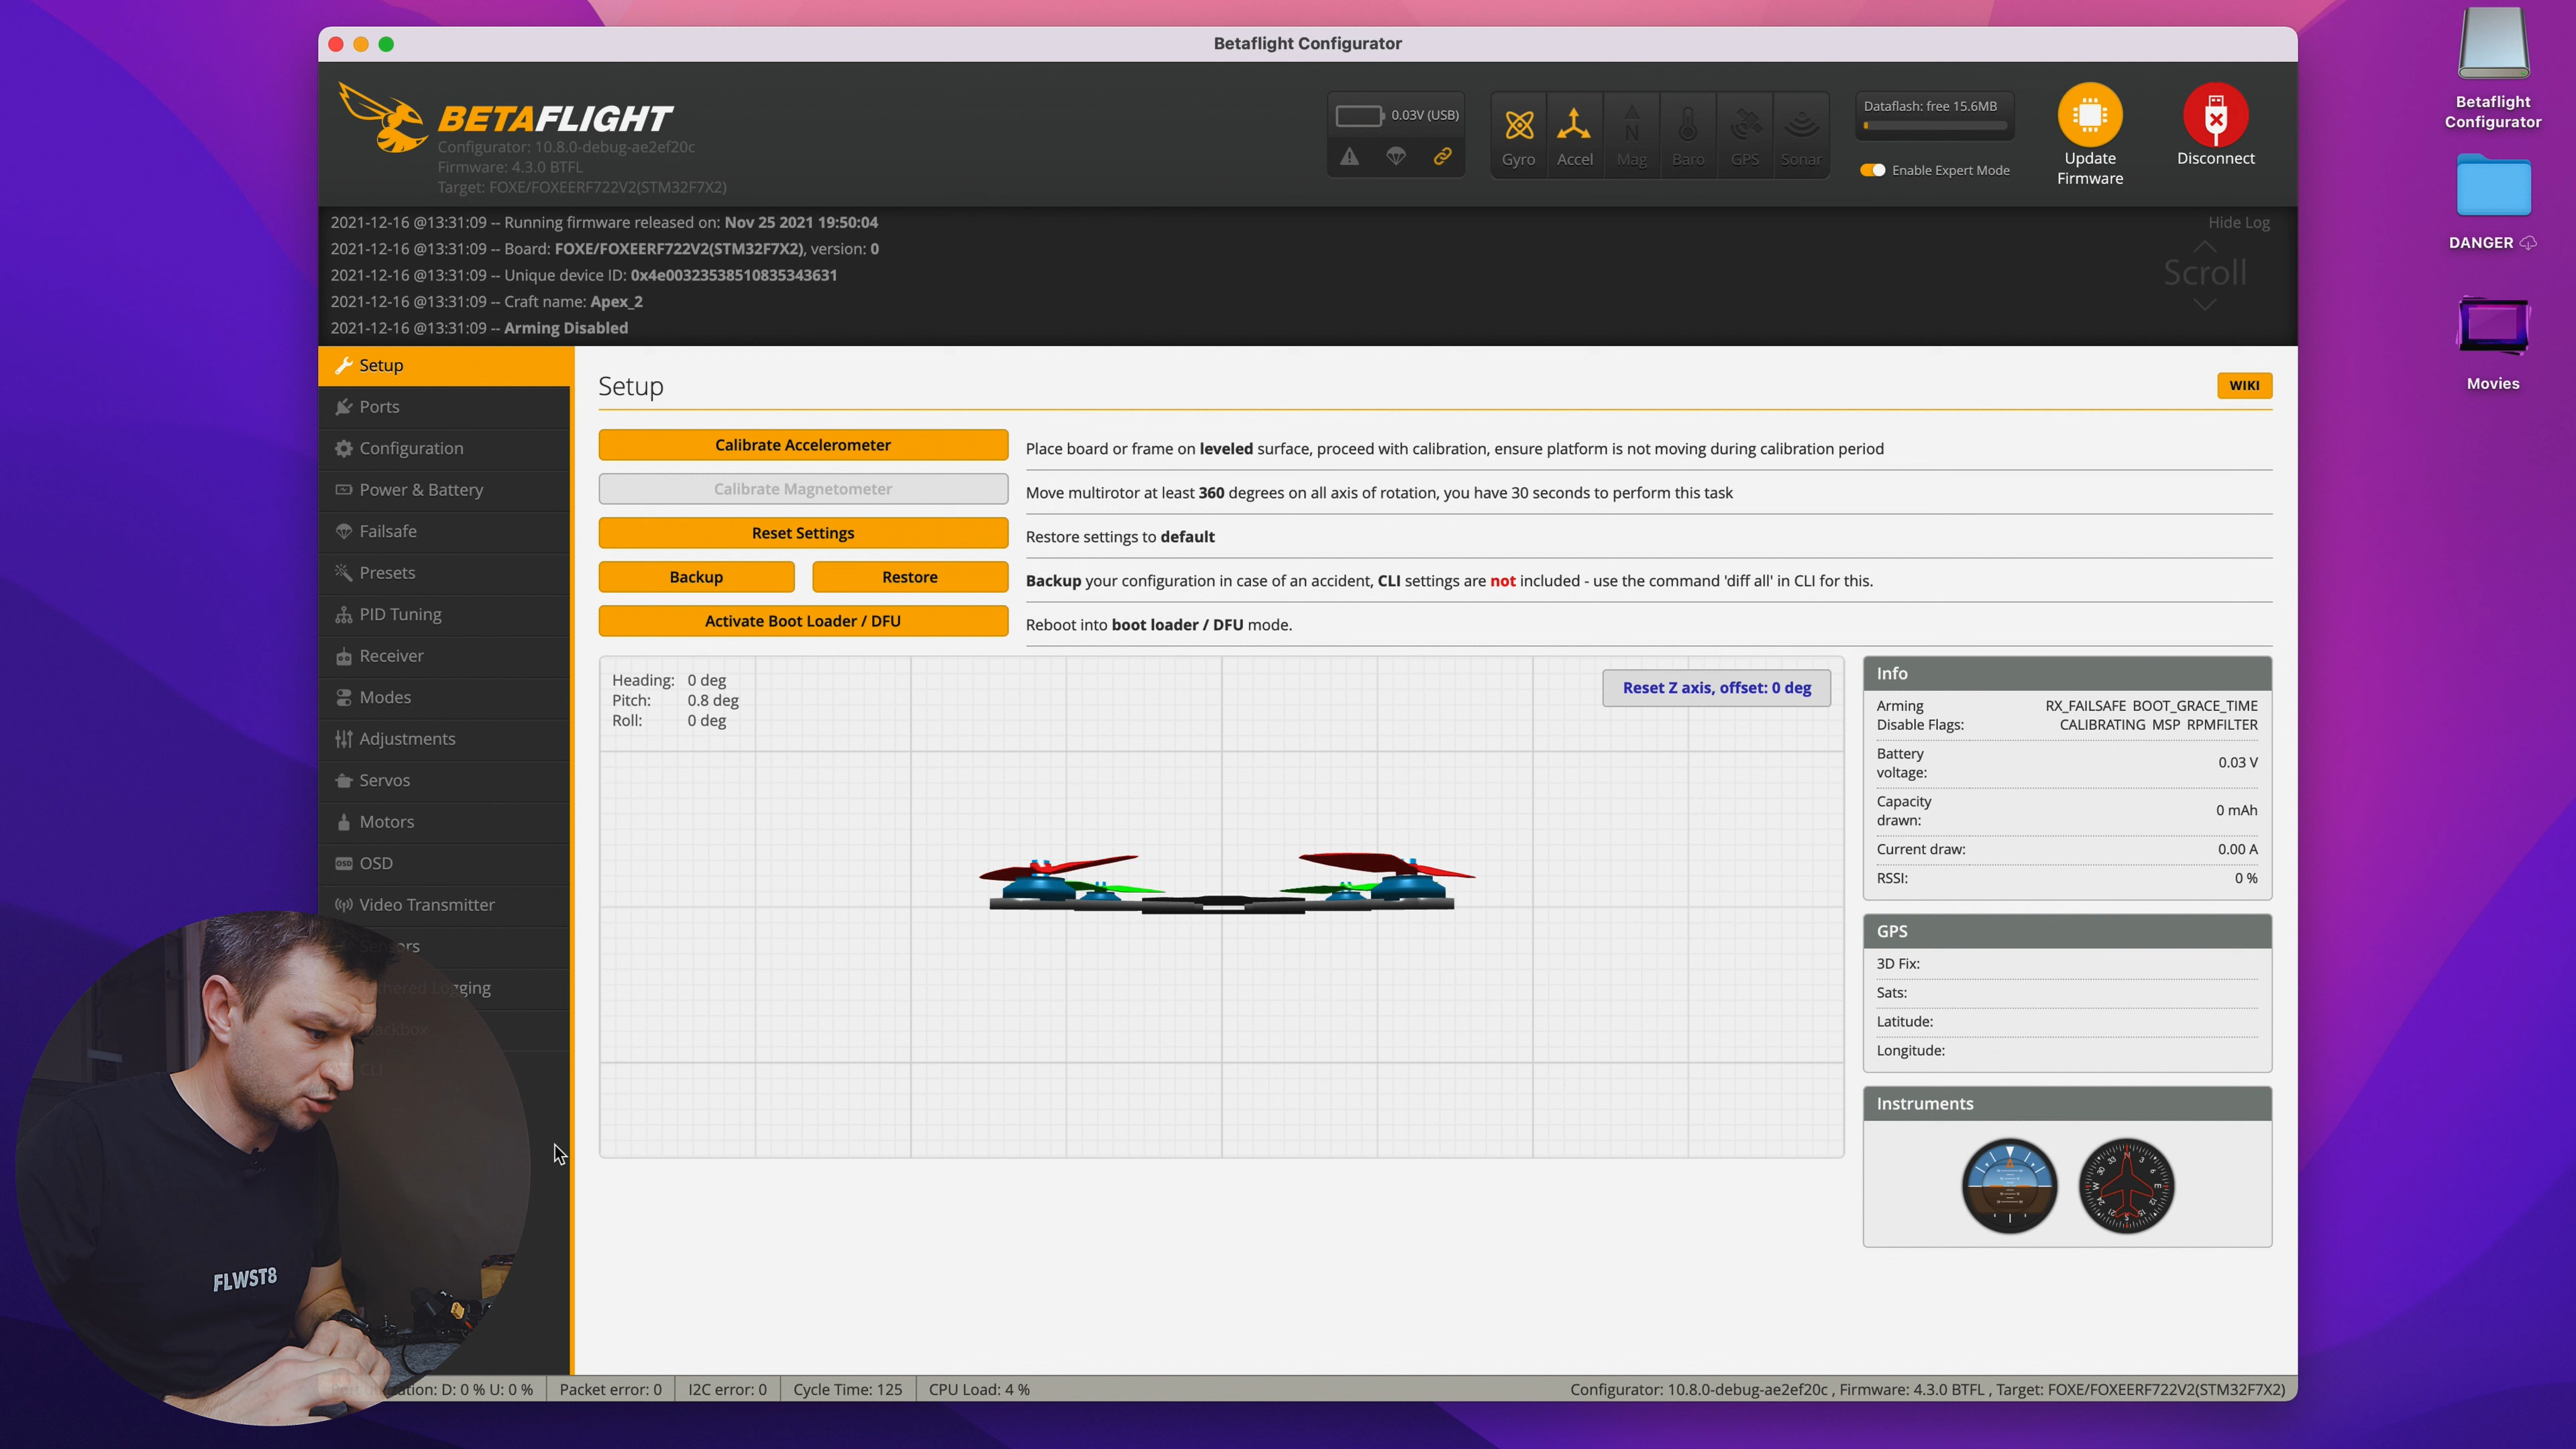 Betaflight Configurator
BETAFLIGHT
Configurator: 10.8.0-debug-ae2ef20c
Firmware: 4.3.0 BTFL
Target: FOXE/FOXEERF722V2(STM32F7X2)
0.03V (USB)
Gyro
Accel
N
Mag
Baro
GPS
Sonar
Dataflash: free 15.6MB
Enable Expert Mode
Update
Firmware
Disconnect
Betaflight
Configurator
DANGER
Movies
2021-12-16 @13:31:09 -- Running firmware released on: Nov 25 2021 19:50:04
2021-12-16 @13:31:09 -- Board: FOXE/FOXEERF722V2(STM32F7X2), version: 0
2021-12-16 @13:31:09 -- Unique device ID: 0x4e00323538510835343631
2021-12-16 @13:31:09 -- Craft name: Apex_2
2021-12-16 @13:31:09 -- Arming Disabled
Hide Log
Scroll
Setup
Ports
Configuration
Power & Battery
Failsafe
Presets
PID Tuning
Receiver
Modes
Adjustments
Servos
Motors
OSD
OSD
Video Transmitter
Sensors
thered Logging
ackbox
CLI
Setup
WIKI
Calibrate Accelerometer
Place board or frame on leveled surface, proceed with calibration, ensure platform is not moving during calibration period
Calibrate Magnetometer
Move multirotor at least 360 degrees on all axis of rotation, you have 30 seconds to perform this task
Reset Settings
Restore settings to default
Backup
Restore
Backup your configuration in case of an accident, CLI settings are not included - use the command 'diff all' in CLI for this.
Activate Boot Loader / DFU
Reboot into boot loader / DFU mode.
Heading: 0 deg
Pitch: 0.8 deg
Roll: 0 deg
Reset Z axis, offset: 0 deg
Info
Arming
Disable Flags:
RX_FAILSAFE BOOT_GRACE_TIME
CALIBRATING MSP RPMFILTER
Battery
voltage:
0.03 V
Capacity
drawn:
0 mAh
Current draw: 0.00 A
RSSI: 0 %
GPS
3D Fix:
Sats:
Latitude:
Longitude:
Instruments
FLWST8
ation: D: 0 % U: 0 %
Packet error: 0
I2C error: 0
Cycle Time: 125
CPU Load: 4 %
Configurator: 10.8.0-debug-ae2ef20c , Firmware: 4.3.0 BTFL , Target: FOXE/FOXEERF722V2(STM32F7X2)